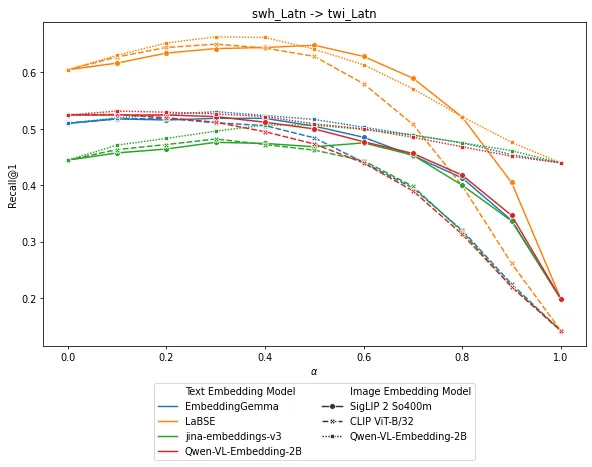 swh_Latn -> twi_Latn
Recall@1
0.6
0.5
0.4
0.3
0.2
0.0 0.2 0.4 0.6 0.8 1.0
α
Text Embedding Model Image Embedding Model
EmbeddingGemma SigLIP 2 So400m
LaBSE CLIP ViT-B/32
jina-embeddings-v3 Qwen-VL-Embedding-2B
Qwen-VL-Embedding-2B